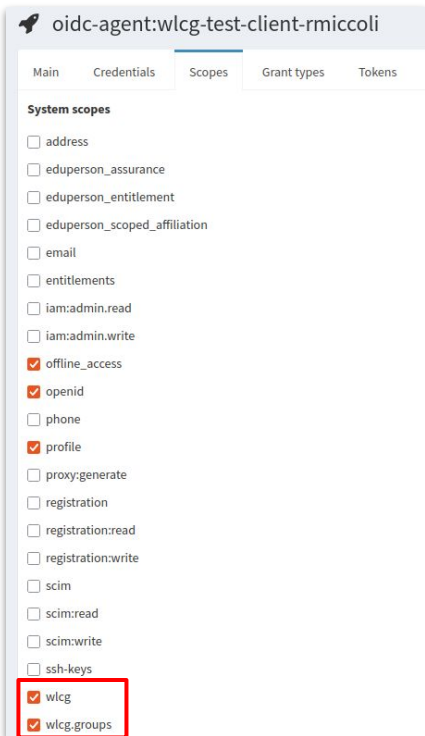 oidc-agent:wlcg-test-client-rmiccoli
Main Credentials Scopes Grant types Tokens
System scopes
address
eduperson_assurance
eduperson_entitlement
eduperson_scoped_affiliation
email
entitlements
iam:admin.read
iam:admin.write
offline_access
openid
phone
profile
proxy:generate
registration
registration:read
registration:write
scim
scim:read
scim:write
ssh-keys
wlcg
wlcg.groups